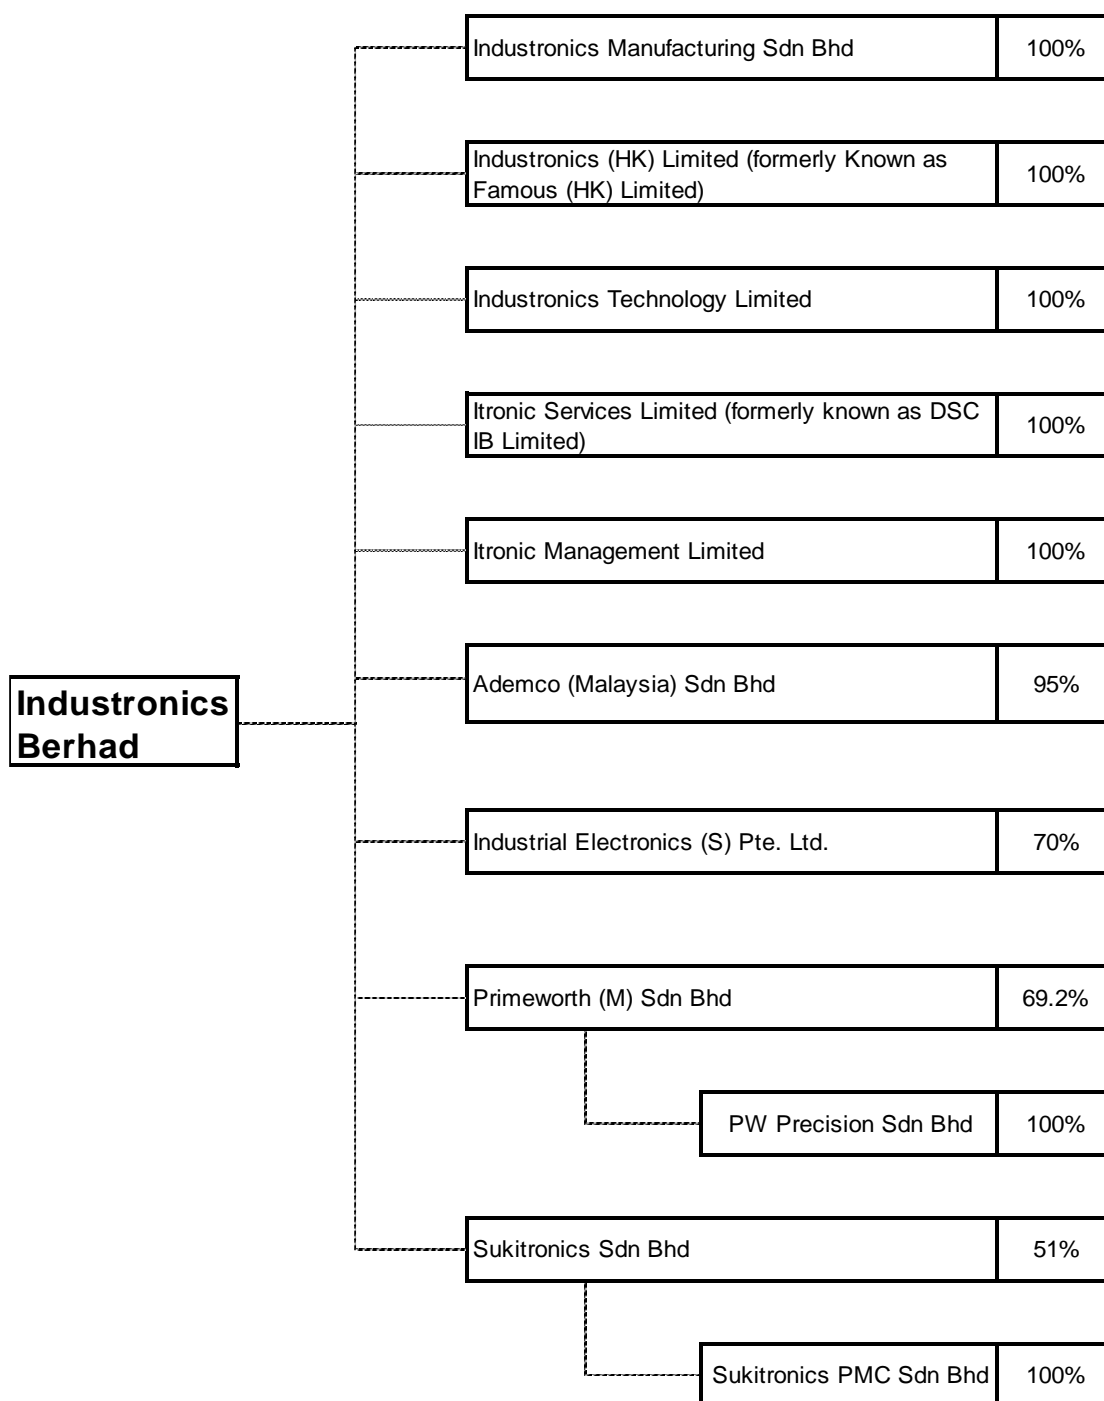 Industronics Manufacturing Sdn Bhd 100%
Industronics (HK) Limited (formerly Known as
Famous (HK) Limited) 100%
Industronics Technology Limited 100%
Itronic Services Limited (formerly known as DSC
IB Limited) 100%
Itronic Management Limited 100%
Ademco (Malaysia) Sdn Bhd 95%
Industronics
Berhad
Industrial Electronics (S) Pte. Ltd. 70%
Primeworth (M) Sdn Bhd 69.2%
PW Precision Sdn Bhd 100%
Sukitronics Sdn Bhd 51%
Sukitronics PMC Sdn Bhd 100%